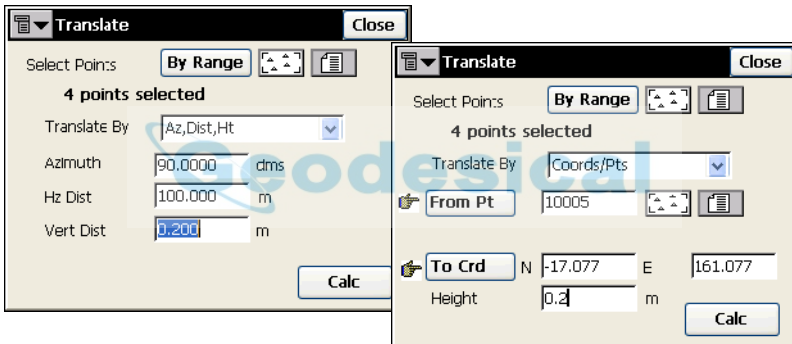 Translate Close
Select Points By Range
4 points selected
Translate By Az,Dist,Ht
Azimuth 90.0000 dms
Hz Dist 100.000 m
Vert Dist 0.200 m
Calc
Translate Close
Select Points By Range
4 points selected
Translate By Coords/Pts
From Pt 10005
To Crd N -17.077 E 161.077
Height 0.2 m
Calc
Geodesical